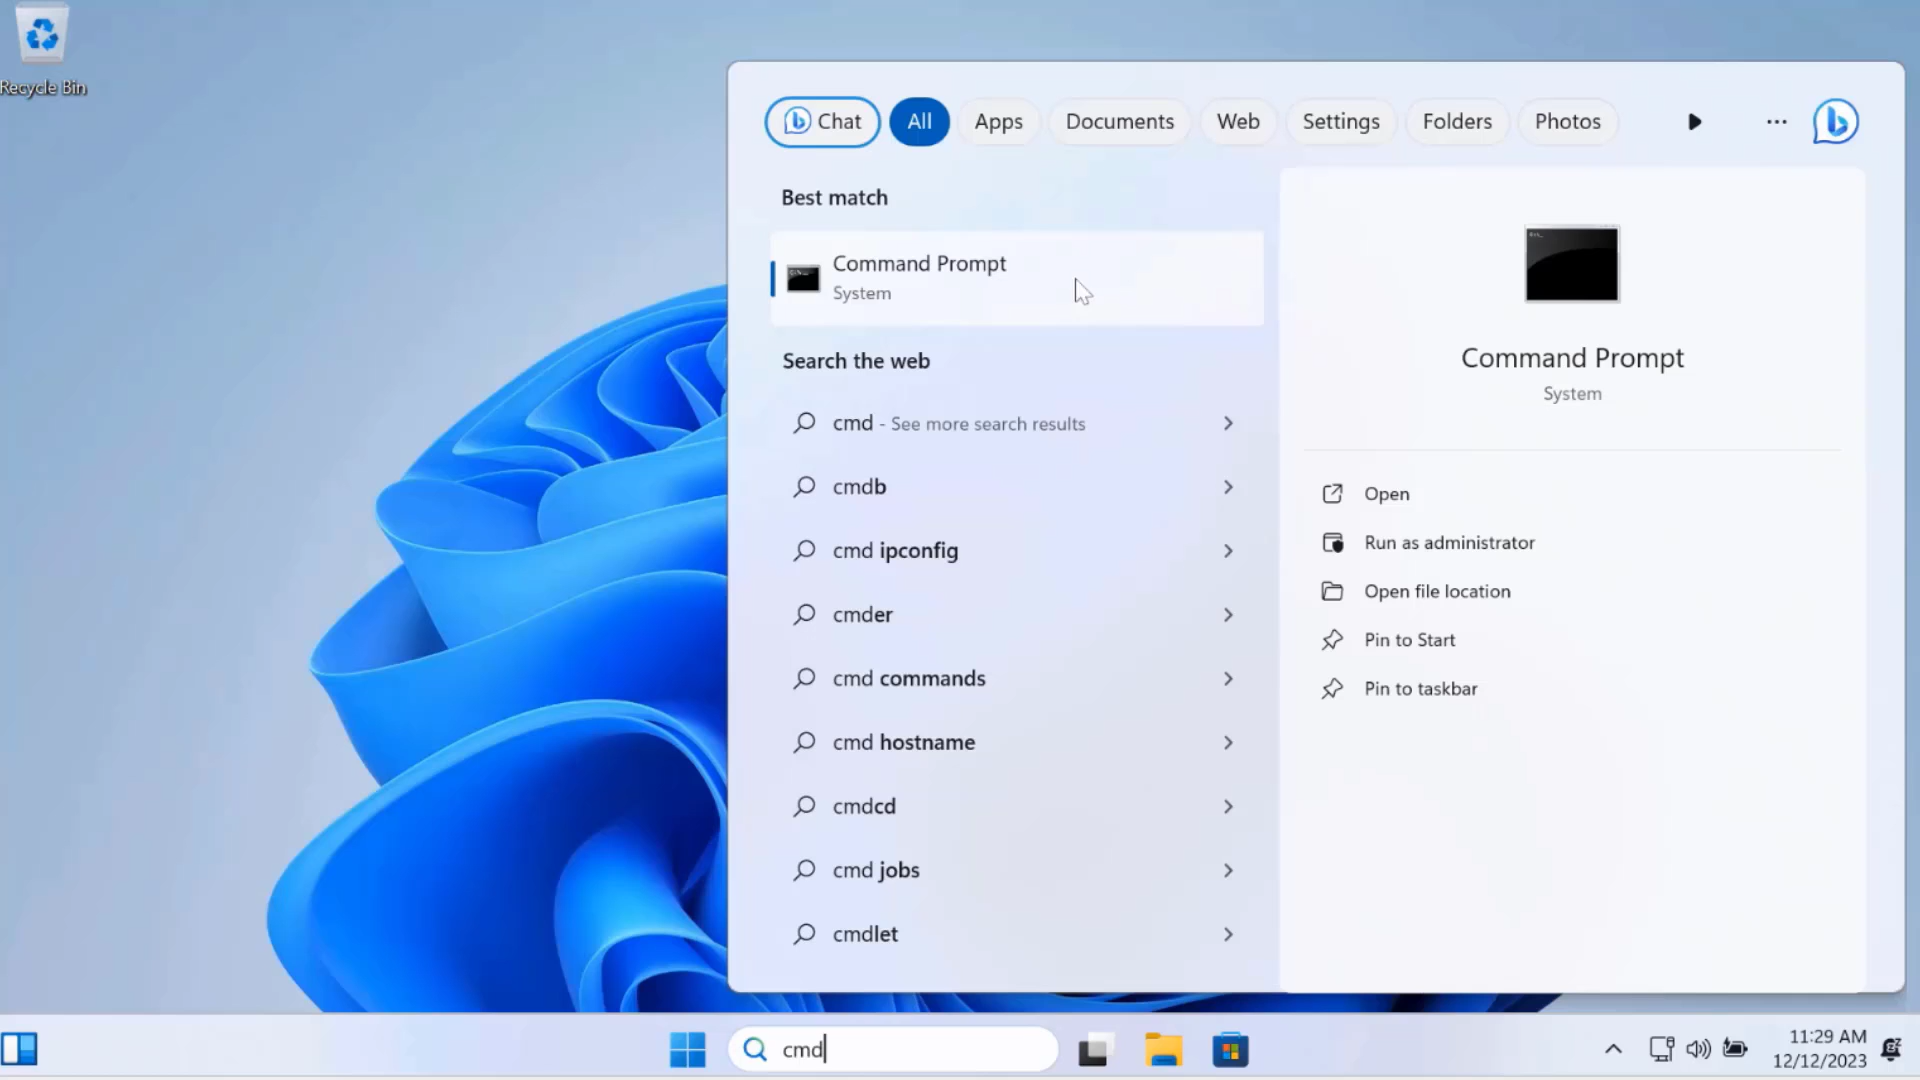 Recycle Bin
Chat
All
Apps
Documents
Web
Settings
Folders
Photos
Best match
Command Prompt
System
Search the web
cmd - See more search results
cmdb
cmd ipconfig
cmder
cmd commands
cmd hostname
cmdcd
cmd jobs
cmdlet
Command Prompt
System
Open
Run as administrator
Open file location
Pin to Start
Pin to taskbar
cmd
11:29 AM
12/12/2023